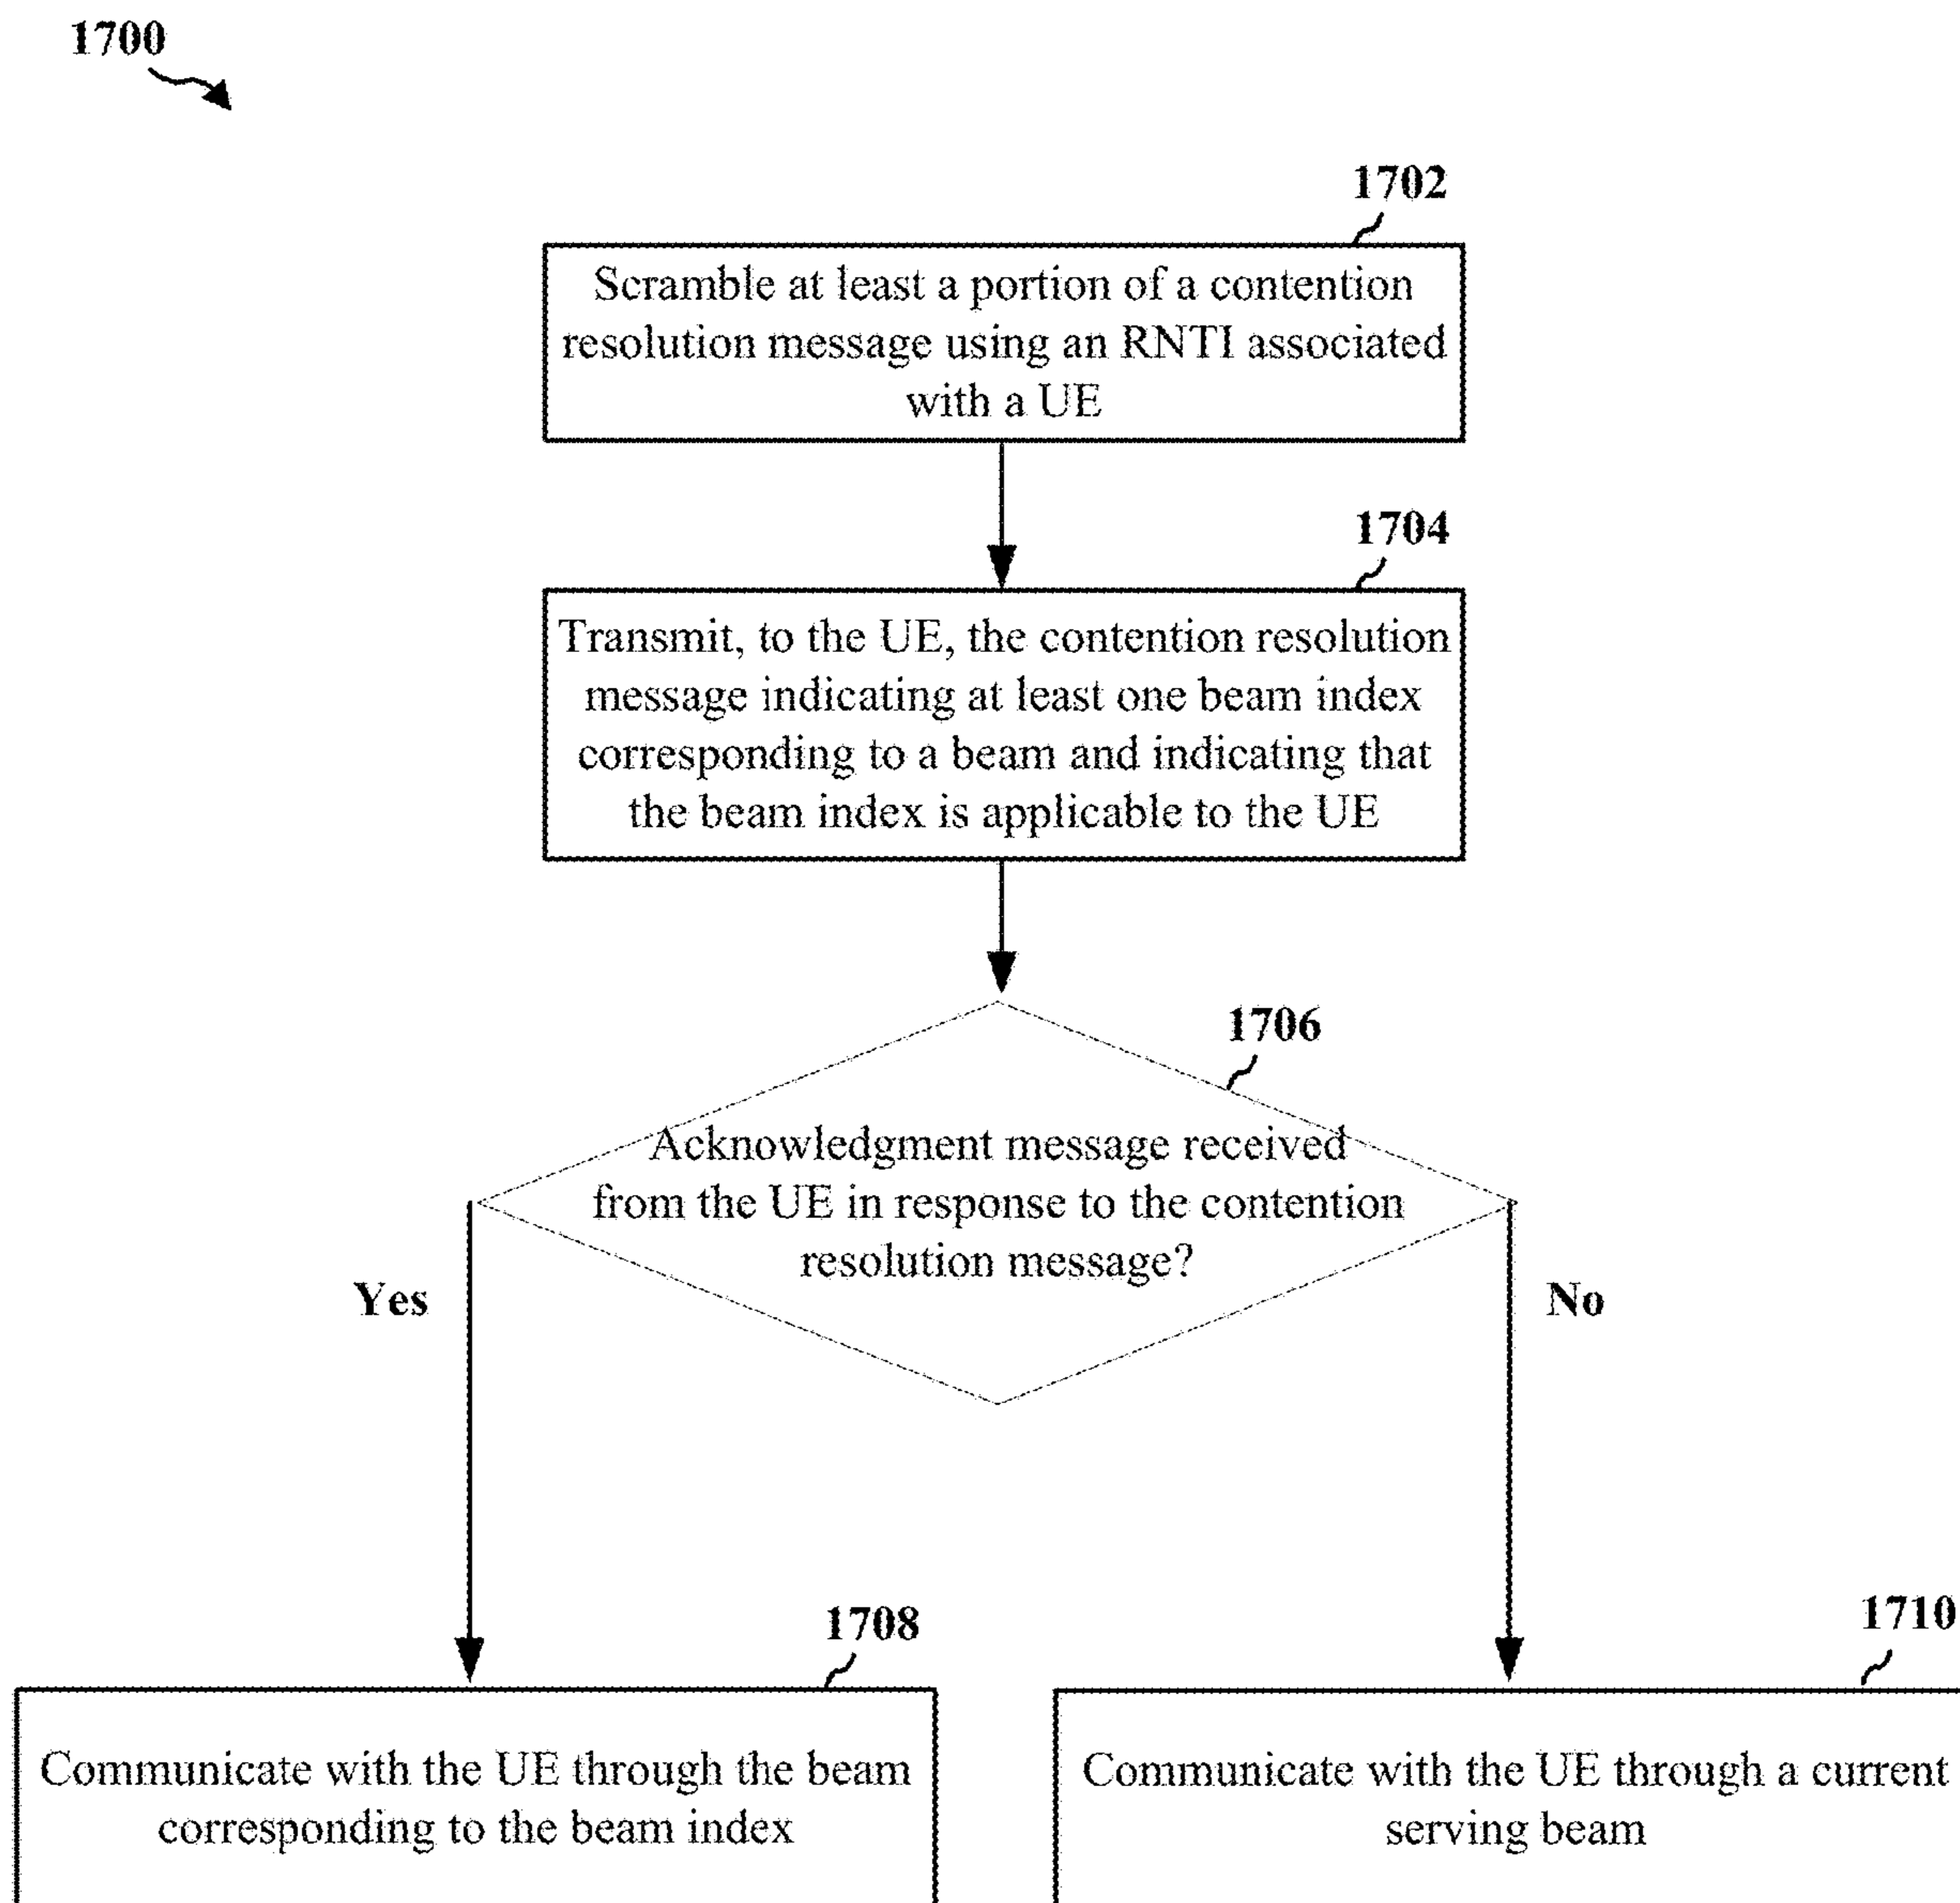 1700
1702
Scramble at least a portion of a contention
resolution message using an RNTI associated
with a UE
1704
Transmit, to the UE, the contention resolution
message indicating at least one beam index
corresponding to a beam and indicating that
the beam index is applicable to the UE
1706
Acknowledgment message received
from the UE in response to the contention
resolution message?
Yes
No
1708
Communicate with the UE through the beam
corresponding to the beam index
1710
Communicate with the UE through a current
serving beam